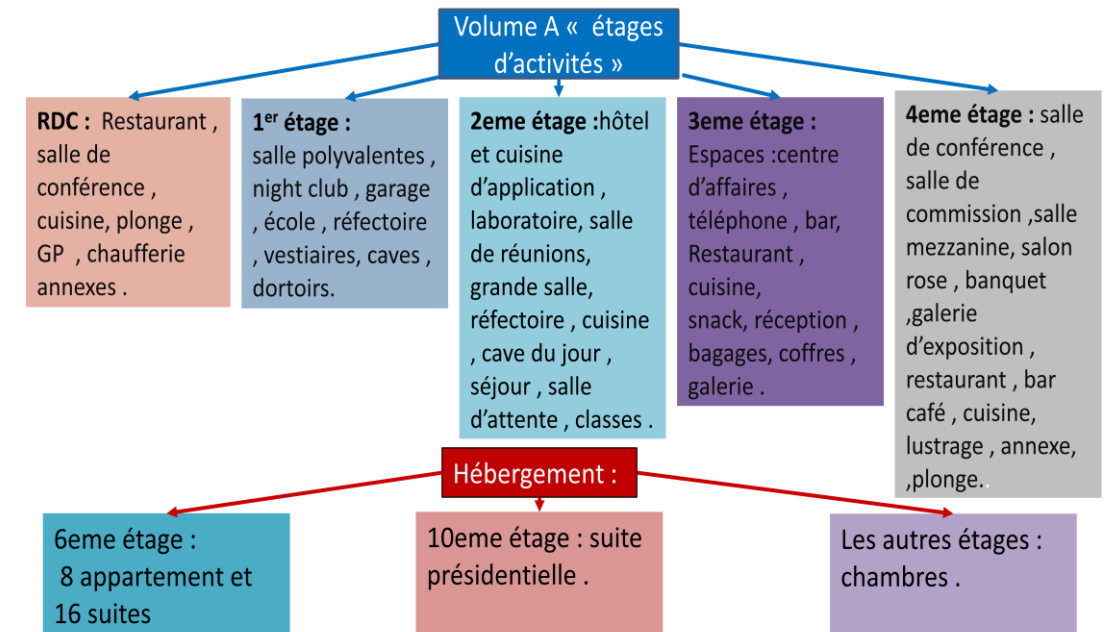 Volume A « étages
d’activités »
RDC : Restaurant ,
salle de
conférence ,
cuisine, plonge ,
GP , chaufferie
annexes .
1er étage :
salle polyvalentes ,
night club , garage
, école , réfectoire
, vestiaires, caves ,
dortoirs.
2eme étage :hôtel
et cuisine
d’application ,
laboratoire, salle
de réunions,
grande salle,
réfectoire , cuisine
, cave du jour ,
séjour , salle
d’attente , classes .
3eme étage :
Espaces :centre
d’affaires ,
téléphone , bar,
Restaurant ,
cuisine,
snack, réception ,
bagages, coffres ,
galerie .
4eme étage : salle
de conférence ,
salle de
commission ,salle
mezzanine, salon
rose , banquet
,galerie
d’exposition ,
restaurant , bar
café , cuisine,
lustrage , annexe,
,plonge..
Hébergement :
6eme étage :
8 appartement et
16 suites
10eme étage : suite
présidentielle .
Les autres étages :
chambres .